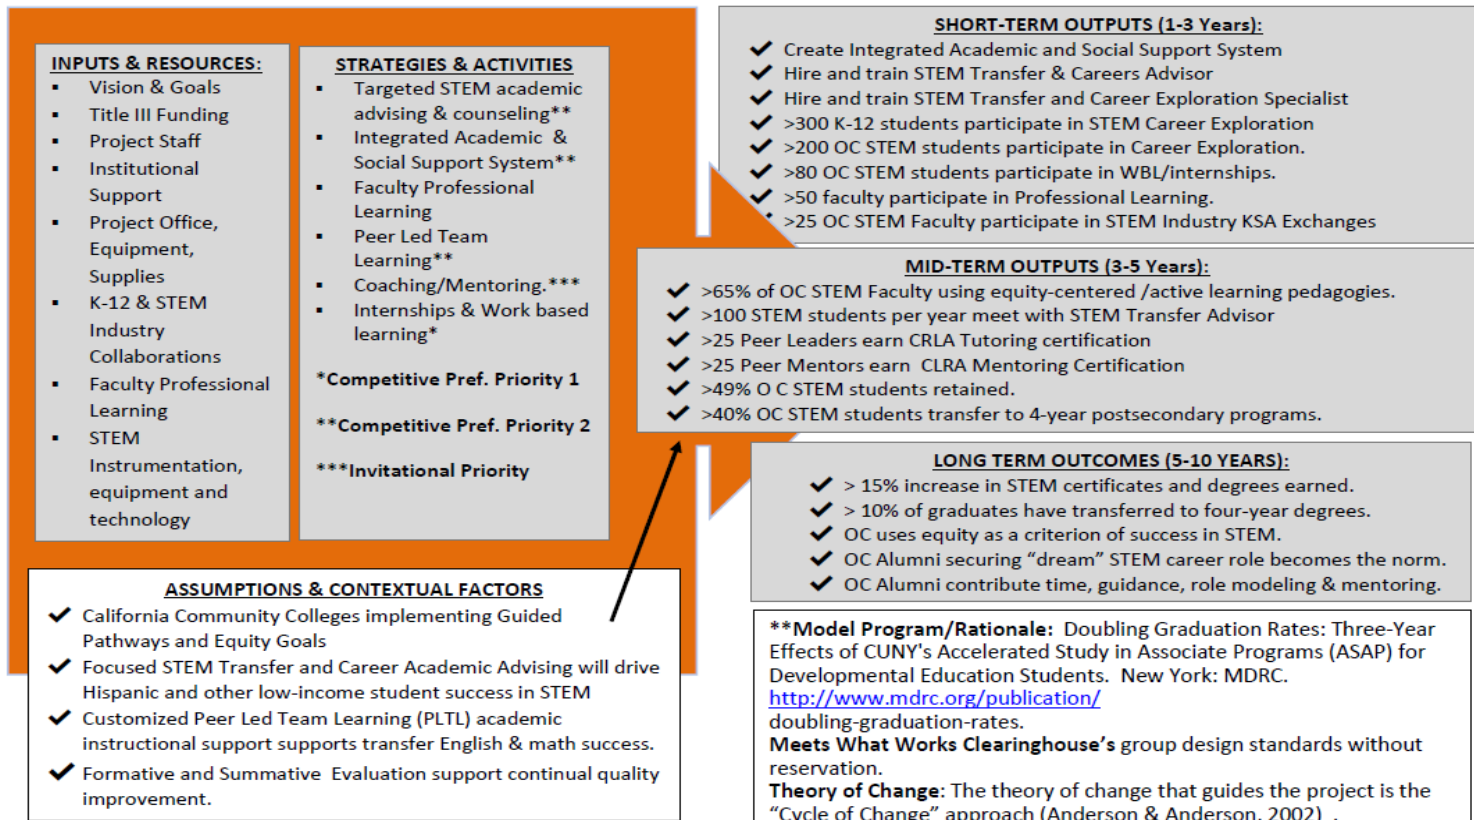 INPUTS & RESOURCES:
▪ Vision & Goals
▪ Title III Funding
▪ Project Staff
▪ Institutional
Support
▪ Project Office,
Equipment,
Supplies
▪ K-12 & STEM
Industry
Collaborations
▪ Faculty Professional
Learning
▪ STEM
Instrumentation,
equipment and
technology
STRATEGIES & ACTIVITIES
▪ Targeted STEM academic
advising & counseling**
▪ Integrated Academic &
Social Support System**
▪ Faculty Professional
Learning
▪ Peer Led Team
Learning**
▪ Coaching/Mentoring.***
▪ Internships & Work based
learning*
*Competitive Pref. Priority 1
**Competitive Pref. Priority 2
***Invitational Priority
ASSUMPTIONS & CONTEXTUAL FACTORS
✔ California Community Colleges implementing Guided
Pathways and Equity Goals
✔ Focused STEM Transfer and Career Academic Advising will drive
Hispanic and other low-income student success in STEM
✔ Customized Peer Led Team Learning (PLTL) academic
instructional support supports transfer English & math success.
✔ Formative and Summative Evaluation support continual quality
improvement.
SHORT-TERM OUTPUTS (1-3 Years):
✔ Create Integrated Academic and Social Support System
✔ Hire and train STEM Transfer & Careers Advisor
✔ Hire and train STEM Transfer and Career Exploration Specialist
✔ >300 K-12 students participate in STEM Career Exploration
✔ >200 OC STEM students participate in Career Exploration.
✔ >80 OC STEM students participate in WBL/internships.
✔ >50 faculty participate in Professional Learning.
✔ >25 OC STEM Faculty participate in STEM Industry KSA Exchanges
MID-TERM OUTPUTS (3-5 Years):
✔ >65% of OC STEM Faculty using equity-centered /active learning pedagogies.
✔ >100 STEM students per year meet with STEM Transfer Advisor
✔ >25 Peer Leaders earn CRLA Tutoring certification
✔ >25 Peer Mentors earn CLRA Mentoring Certification
✔ >49% O C STEM students retained.
✔ >40% OC STEM students transfer to 4-year postsecondary programs.
LONG TERM OUTCOMES (5-10 YEARS):
✔ > 15% increase in STEM certificates and degrees earned.
✔ > 10% of graduates have transferred to four-year degrees.
✔ OC uses equity as a criterion of success in STEM.
✔ OC Alumni securing “dream” STEM career role becomes the norm.
✔ OC Alumni contribute time, guidance, role modeling & mentoring.
**Model Program/Rationale: Doubling Graduation Rates: Three-Year
Effects of CUNY's Accelerated Study in Associate Programs (ASAP) for
Developmental Education Students. New York: MDRC.
http://www.mdrc.org/publication/
doubling-graduation-rates.
Meets What Works Clearinghouse’s group design standards without
reservation.
Theory of Change: The theory of change that guides the project is the
“Cycle of Change” approach (Anderson & Anderson, 2002) .